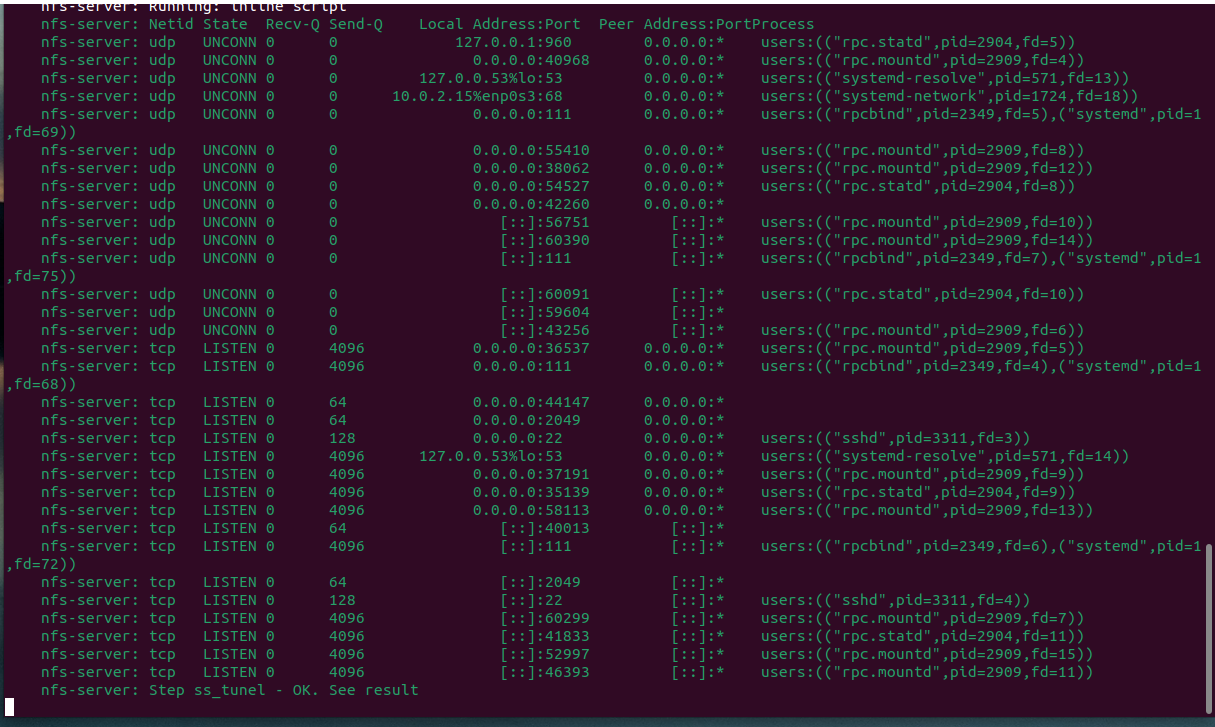 nfs-server: Running: inline script
nfs-server: Netid State  Recv-Q Send-Q    Local Address:Port  Peer Address:PortProcess
nfs-server: udp   UNCONN 0      0             127.0.0.1:960        0.0.0.0:*    users:(("rpc.statd",pid=2904,fd=5))
nfs-server: udp   UNCONN 0      0               0.0.0.0:40968      0.0.0.0:*    users:(("rpc.mountd",pid=2909,fd=4))
nfs-server: udp   UNCONN 0      0         127.0.0.53%lo:53         0.0.0.0:*    users:(("systemd-resolve",pid=571,fd=13))
nfs-server: udp   UNCONN 0      0      10.0.2.15%enp0s3:68         0.0.0.0:*    users:(("systemd-network",pid=1724,fd=18))
nfs-server: udp   UNCONN 0      0               0.0.0.0:111        0.0.0.0:*    users:(("rpcbind",pid=2349,fd=5),("systemd",pid=1
,fd=69))
nfs-server: udp   UNCONN 0      0               0.0.0.0:55410      0.0.0.0:*    users:(("rpc.mountd",pid=2909,fd=8))
nfs-server: udp   UNCONN 0      0               0.0.0.0:38062      0.0.0.0:*    users:(("rpc.mountd",pid=2909,fd=12))
nfs-server: udp   UNCONN 0      0               0.0.0.0:54527      0.0.0.0:*    users:(("rpc.statd",pid=2904,fd=8))
nfs-server: udp   UNCONN 0      0               0.0.0.0:42260      0.0.0.0:*
nfs-server: udp   UNCONN 0      0                  [::]:56751         [::]:*    users:(("rpc.mountd",pid=2909,fd=10))
nfs-server: udp   UNCONN 0      0                  [::]:60390         [::]:*    users:(("rpc.mountd",pid=2909,fd=14))
nfs-server: udp   UNCONN 0      0                  [::]:111           [::]:*    users:(("rpcbind",pid=2349,fd=7),("systemd",pid=1
,fd=75))
nfs-server: udp   UNCONN 0      0                  [::]:60091         [::]:*    users:(("rpc.statd",pid=2904,fd=10))
nfs-server: udp   UNCONN 0      0                  [::]:59604         [::]:*
nfs-server: udp   UNCONN 0      0                  [::]:43256         [::]:*    users:(("rpc.mountd",pid=2909,fd=6))
nfs-server: tcp   LISTEN 0      4096            0.0.0.0:36537      0.0.0.0:*    users:(("rpc.mountd",pid=2909,fd=5))
nfs-server: tcp   LISTEN 0      4096            0.0.0.0:111        0.0.0.0:*    users:(("rpcbind",pid=2349,fd=4),("systemd",pid=1
,fd=68))
nfs-server: tcp   LISTEN 0      64              0.0.0.0:44147      0.0.0.0:*
nfs-server: tcp   LISTEN 0      64              0.0.0.0:2049       0.0.0.0:*
nfs-server: tcp   LISTEN 0      128             0.0.0.0:22         0.0.0.0:*    users:(("sshd",pid=3311,fd=3))
nfs-server: tcp   LISTEN 0      4096      127.0.0.53%lo:53         0.0.0.0:*    users:(("systemd-resolve",pid=571,fd=14))
nfs-server: tcp   LISTEN 0      4096            0.0.0.0:37191      0.0.0.0:*    users:(("rpc.mountd",pid=2909,fd=9))
nfs-server: tcp   LISTEN 0      4096            0.0.0.0:35139      0.0.0.0:*    users:(("rpc.statd",pid=2904,fd=9))
nfs-server: tcp   LISTEN 0      4096            0.0.0.0:58113      0.0.0.0:*    users:(("rpc.mountd",pid=2909,fd=13))
nfs-server: tcp   LISTEN 0      64                 [::]:40013         [::]:*
nfs-server: tcp   LISTEN 0      4096               [::]:111           [::]:*    users:(("rpcbind",pid=2349,fd=6),("systemd",pid=1
,fd=72))
nfs-server: tcp   LISTEN 0      64                 [::]:2049          [::]:*
nfs-server: tcp   LISTEN 0      128                [::]:22            [::]:*    users:(("sshd",pid=3311,fd=4))
nfs-server: tcp   LISTEN 0      4096               [::]:60299         [::]:*    users:(("rpc.mountd",pid=2909,fd=7))
nfs-server: tcp   LISTEN 0      4096               [::]:41833         [::]:*    users:(("rpc.statd",pid=2904,fd=11))
nfs-server: tcp   LISTEN 0      4096               [::]:52997         [::]:*    users:(("rpc.mountd",pid=2909,fd=15))
nfs-server: tcp   LISTEN 0      4096               [::]:46393         [::]:*    users:(("rpc.mountd",pid=2909,fd=11))
nfs-server: Step ss_tunel - OK. See result